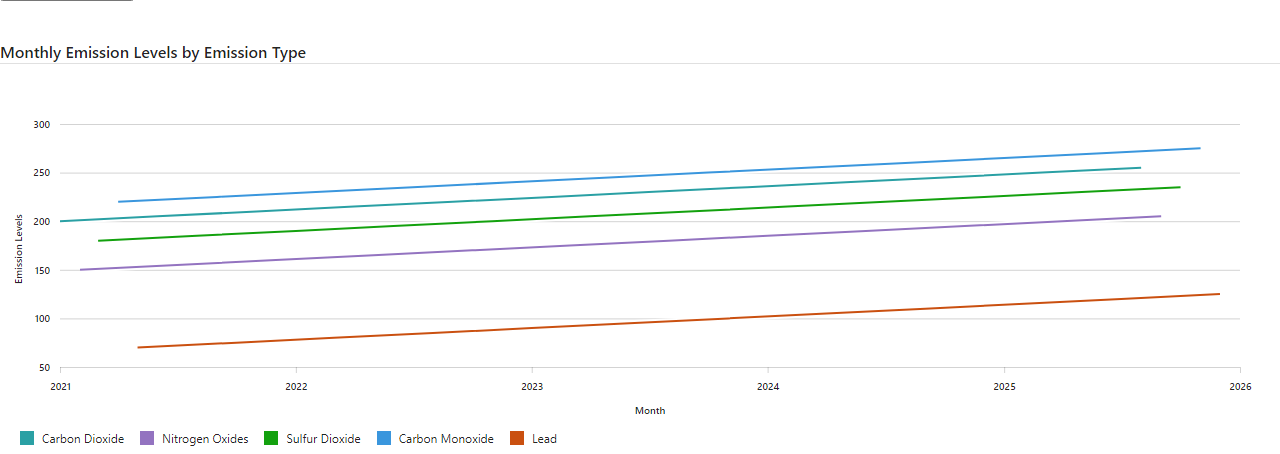 Monthly Emission Levels by Emission Type
300
250
200
150
100
50
Emission Levels
2021 2022 2023 2024 2025 2026
Month
Carbon Dioxide Nitrogen Oxides Sulfur Dioxide Carbon Monoxide Lead